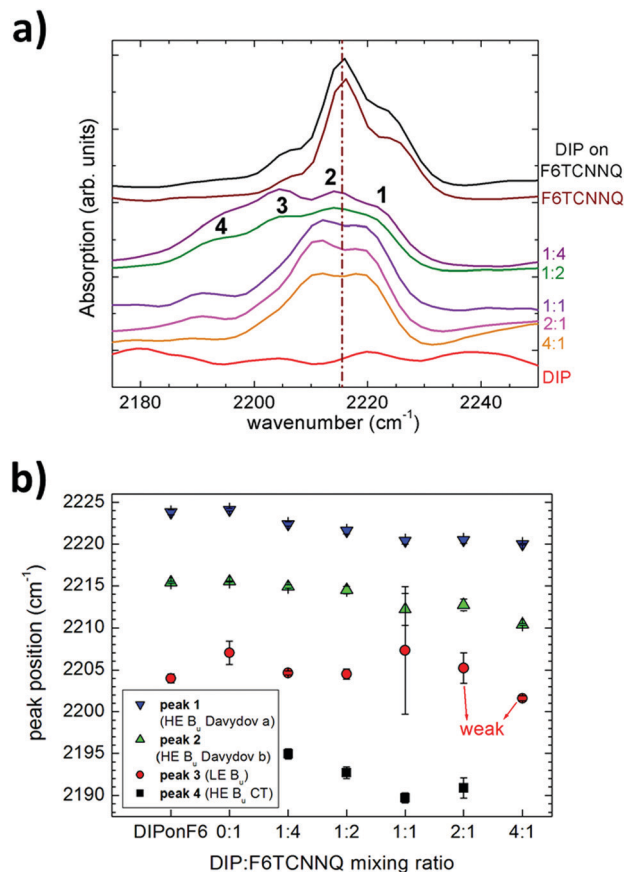 a)
Absorption (arb. units)
DIP on
F6TCNNQ
F6TCNNQ
1:4
1:2
1:1
2:1
4:1
DIP
1
2
3
4
2180
2200
2220
2240
wavenumber (cm-1)
b)
peak position (cm-1)
2225
2220
2215
2210
2205
2200
2195
2190
peak 1
(HE Bu Davydov a)
peak 2
(HE Bu Davydov b)
peak 3 (LE Bu)
peak 4 (HE Bu CT)
weak
DIPonF6 0:1 1:4 1:2 1:1 2:1 4:1
DIP:F6TCNNQ mixing ratio